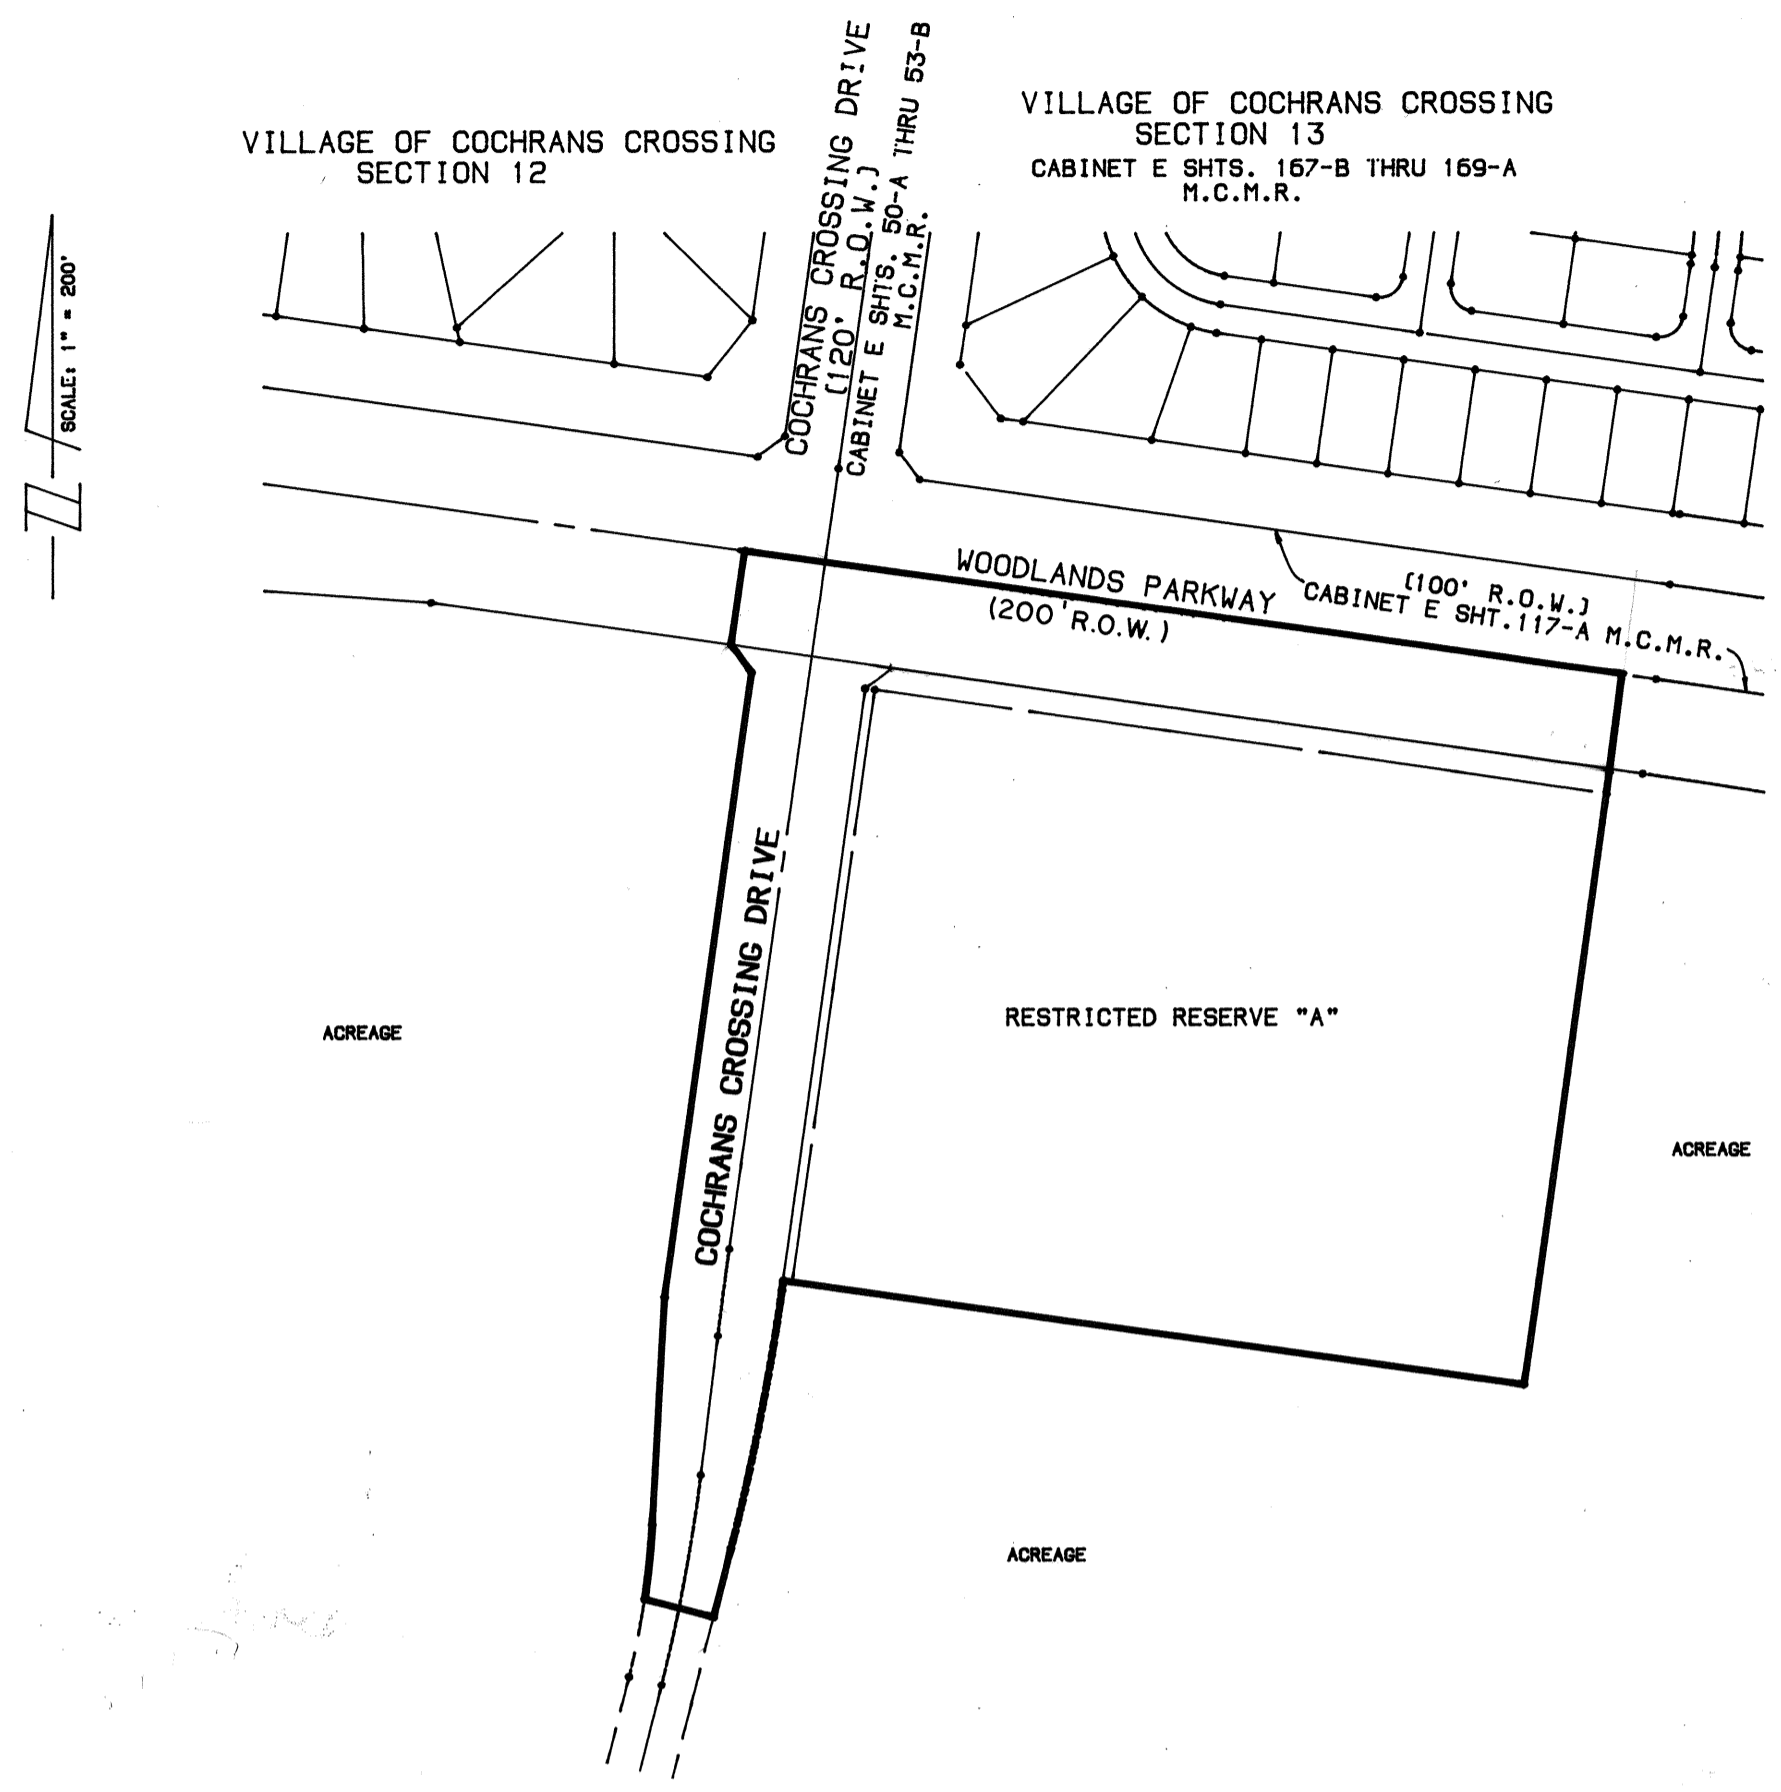 VILLAGE OF COCHRANS CROSSING
SECTION 12
COCHRANS CROSSING DRIVE
(120' R.O.W.)
CABINET E SHTS. 50-A THRU 53-B
M.C.M.R.
VILLAGE OF COCHRANS CROSSING
SECTION 13
CABINET E SHTS. 167-B THRU 169-A
M.C.M.R.
SCALE: 1" = 200'
WOODLANDS PARKWAY
(200' R.O.W.)
(100' R.O.W.)
CABINET E SHT.117-A M.C.M.R.
COCHRANS CROSSING DRIVE
RESTRICTED RESERVE "A"
ACREAGE
ACREAGE
ACREAGE